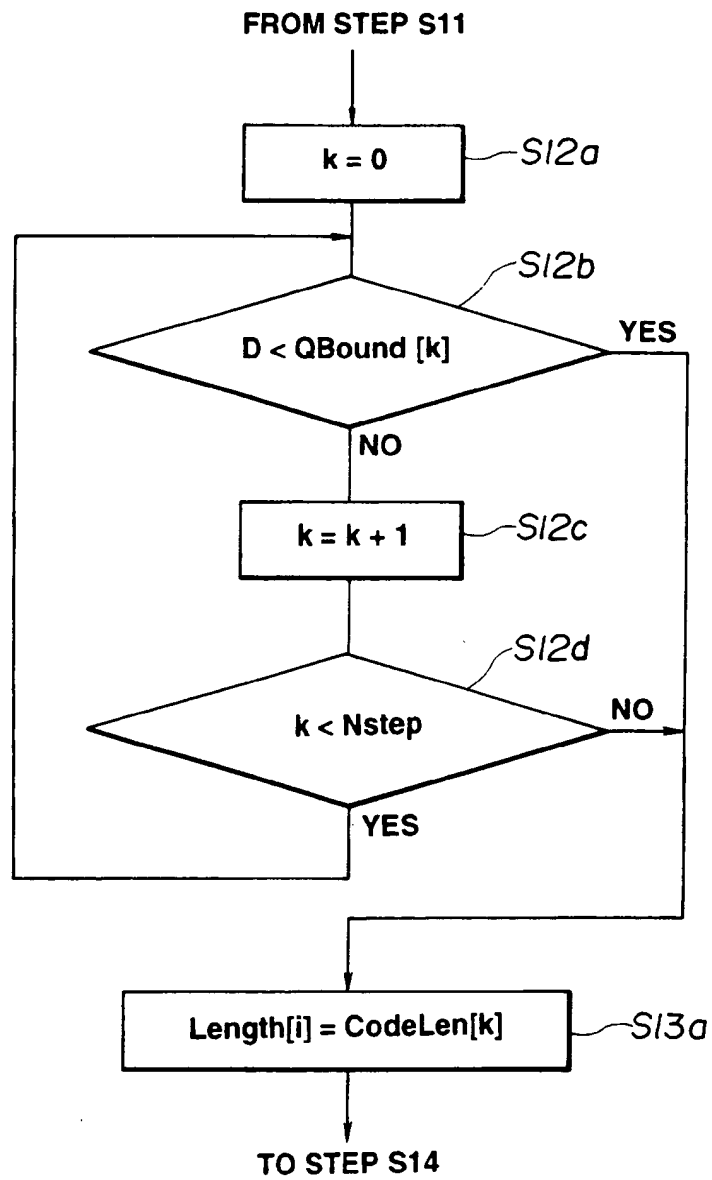 FROM STEP S11
k = 0
S12a
S12b
D < QBound [k]
YES
NO
k = k + 1
S12c
S12d
k < Nstep
NO
YES
Length[i] = CodeLen[k]
S13a
TO STEP S14